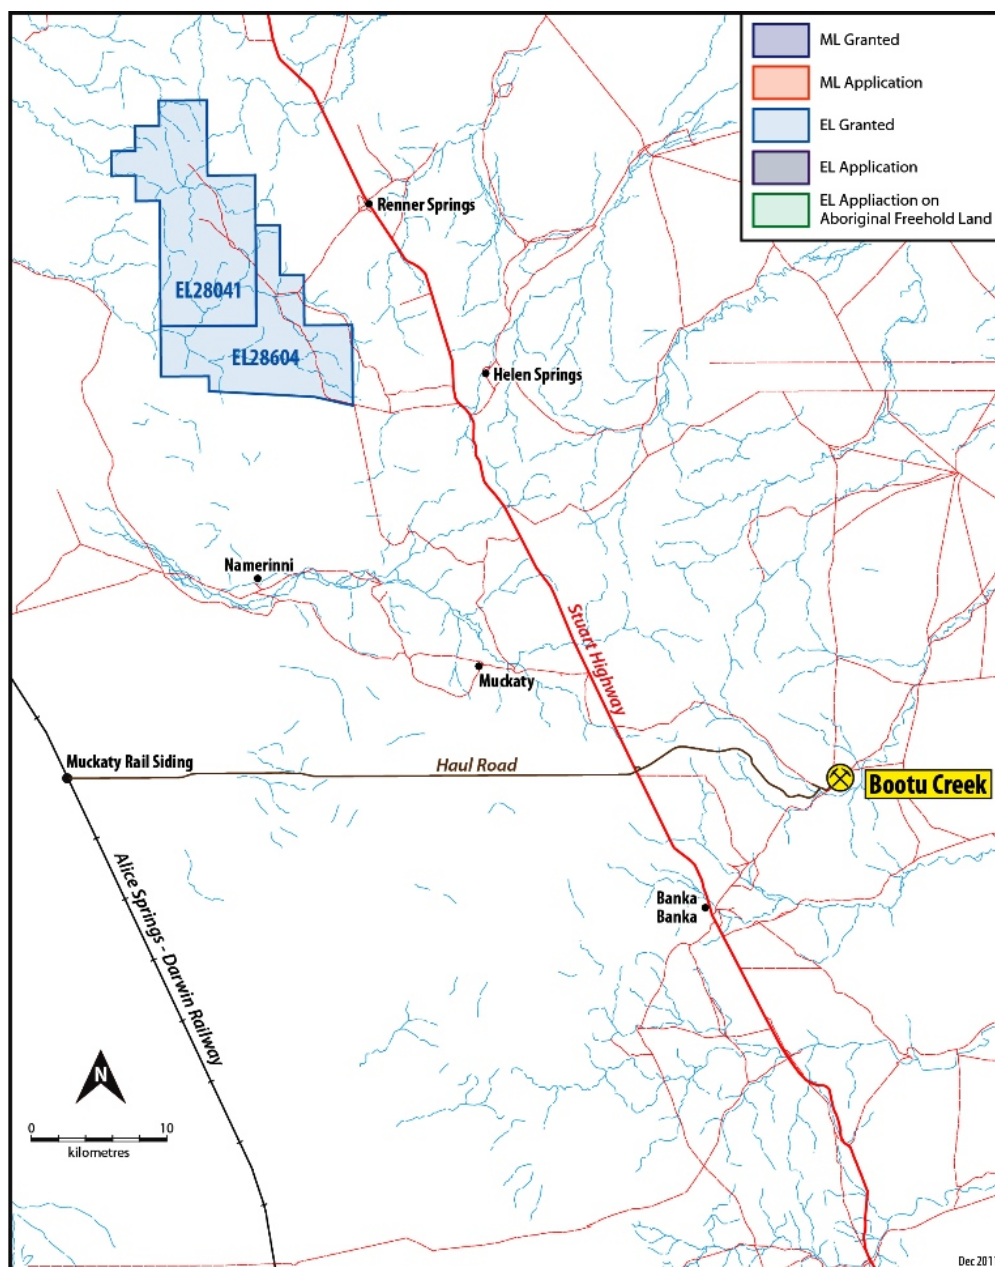 ML Granted
ML Application
EL Granted
EL Application
EL Appliaction on
Aboriginal Freehold Land
Renner Springs
EL28041
EL28604
Helen Springs
Namerinni
Stuart Highway
Muckaty
Muckaty Rail Siding
Haul Road
Bootu Creek
Alice Springs - Darwin Railway
Banka
Banka
N
0 10
kilometres
Dec 201